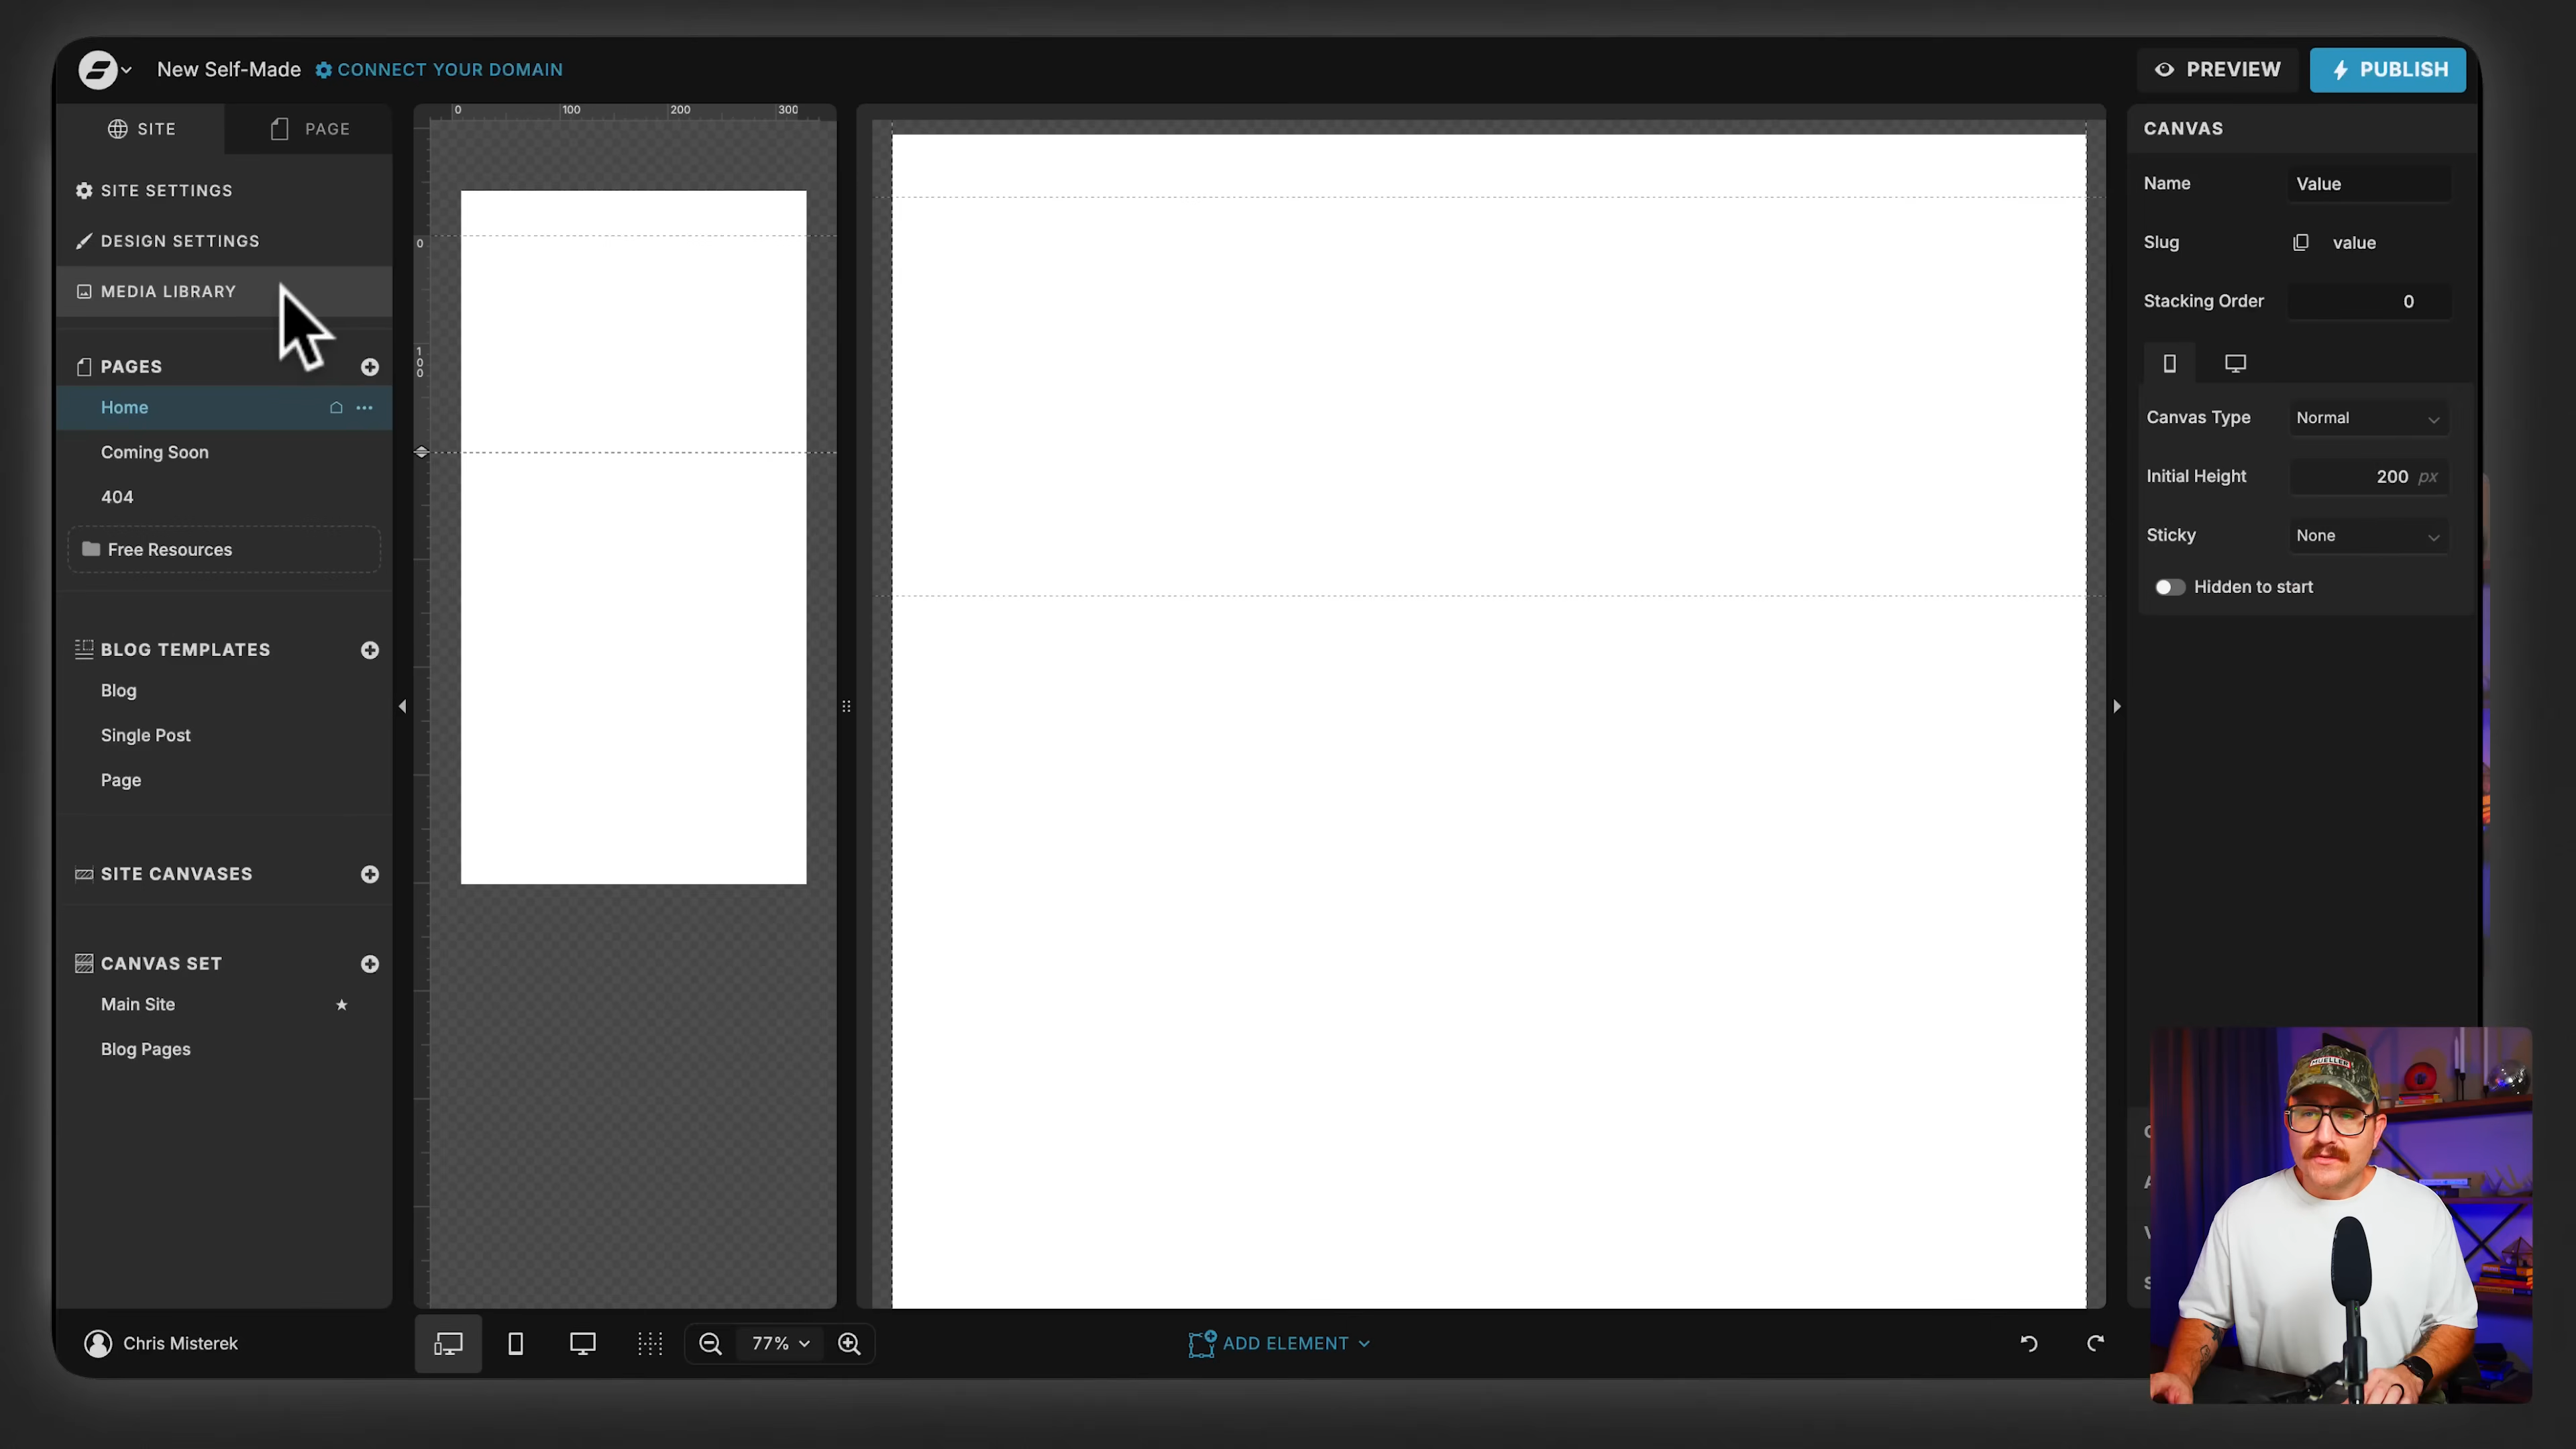 New Self-Made
CONNECT YOUR DOMAIN
PREVIEW
PUBLISH
SITE
PAGE
SITE SETTINGS
DESIGN SETTINGS
MEDIA LIBRARY
PAGES
Home
Coming Soon
404
Free Resources
BLOG TEMPLATES
Blog
Single Post
Page
SITE CANVASES
CANVAS SET
Main Site
Blog Pages
Chris Misterek
0
100
200
300
0
100
77%
ADD ELEMENT
CANVAS
Name
Value
Slug
value
Stacking Order
0
Canvas Type
Normal
Initial Height
200 px
Sticky
None
Hidden to start
MUELLER